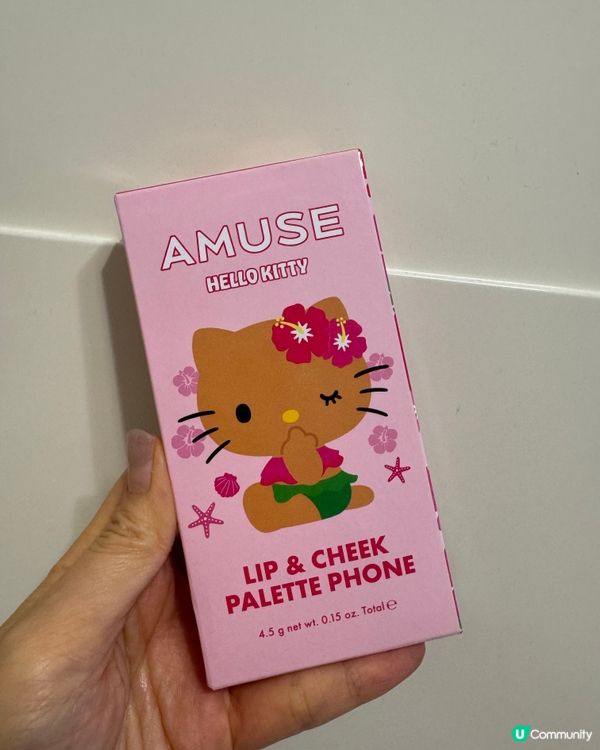 AMUSE
HELLO KITTY
LIP & CHEEK
PALETTE PHONE
4.5 g net wt. 0.15 oz. Total ℮
U Community